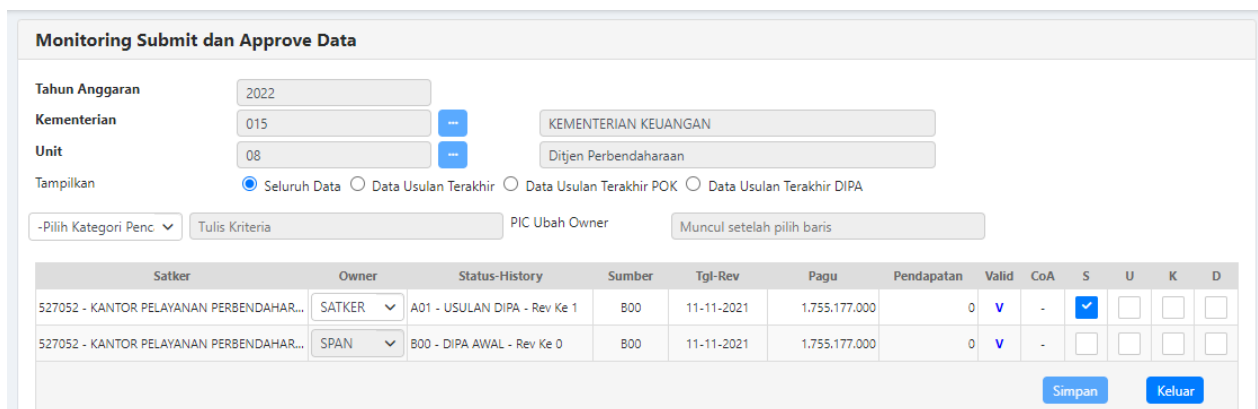 Monitoring Submit dan Approve Data
Tahun Anggaran 2022
Kementerian 015 ... KEMENTERIAN KEUANGAN
Unit 08 ... Ditjen Perbendaharaan
Tampilkan Seluruh Data Data Usulan Terakhir Data Usulan Terakhir POK Data Usulan Terakhir DIPA
-Pilih Kategori Penc Tulis Kriteria PIC Ubah Owner Muncul setelah pilih baris
Satker Owner Status-History Sumber Tgl-Rev Pagu Pendapatan Valid CoA S U K D
527052 - KANTOR PELAYANAN PERBENDAHAR... SATKER A01 - USULAN DIPA - Rev Ke 1 B00 11-11-2021 1.755.177.000 0 V -
527052 - KANTOR PELAYANAN PERBENDAHAR... SPAN B00 - DIPA AWAL - Rev Ke 0 B00 11-11-2021 1.755.177.000 0 V -
Simpan Keluar